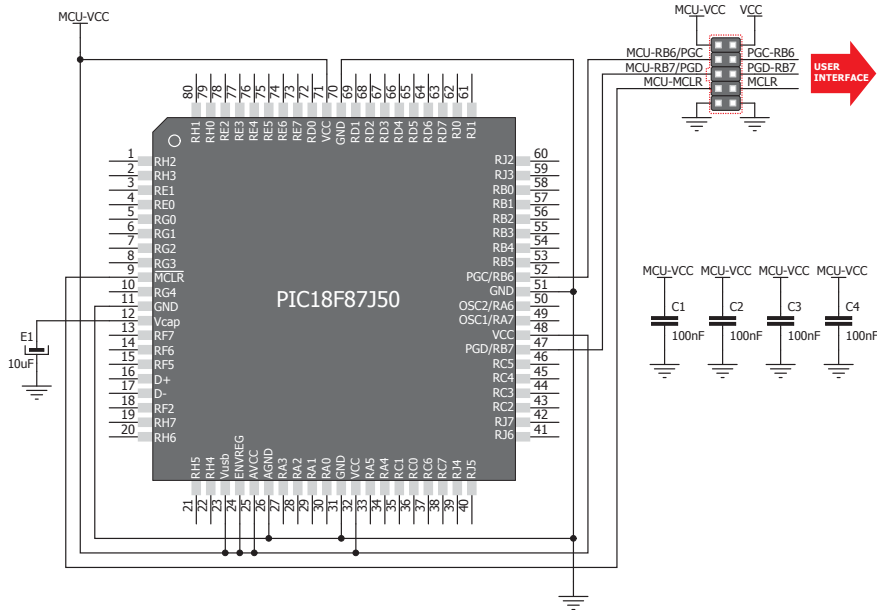 MCU-VCC
MCU-VCC VCC
MCU-RB6/PGC PGC-RB6
MCU-RB7/PGD PGD-RB7
MCU-MCLR MCLR
USER
INTERFACE
80 79 78 77 76 75 74 73 72 71 70 69 68 67 66 65 64 63 62 61
RH1 RH0 RE2 RE3 RE4 RE5 RE6 RE7 RD0 VCC GND RD1 RD2 RD3 RD4 RD5 RD6 RD7 RJ0 RJ1
1 RH2
2 RH3
3 RE1
4 RE0
5 RG0
6 RG1
7 RG2
8 RG3
9 MCLR
10 RG4
11 GND
12 Vcap
13 RF7
14 RF6
15 RF5
16 D+
17 D-
18 RF2
19 RH7
20 RH6
PIC18F87J50
RJ2 60
RJ3 59
RB0 58
RB1 57
RB2 56
RB3 55
RB4 54
RB5 53
PGC/RB6 52
GND 51
OSC2/RA6 50
OSC1/RA7 49
VCC 48
PGD/RB7 47
RC5 46
RC4 45
RC3 44
RC2 43
RJ7 42
RJ6 41
RH5 RH4 Vusb ENVREG AVCC AGND RA3 RA2 RA1 RA0 GND VCC RA5 RA4 RC1 RC0 RC6 RC7 RJ4 RJ5
21 22 23 24 25 26 27 28 29 30 31 32 33 34 35 36 37 38 39 40
E1
10uF
MCU-VCC MCU-VCC MCU-VCC MCU-VCC
C1 C2 C3 C4
100nF 100nF 100nF 100nF